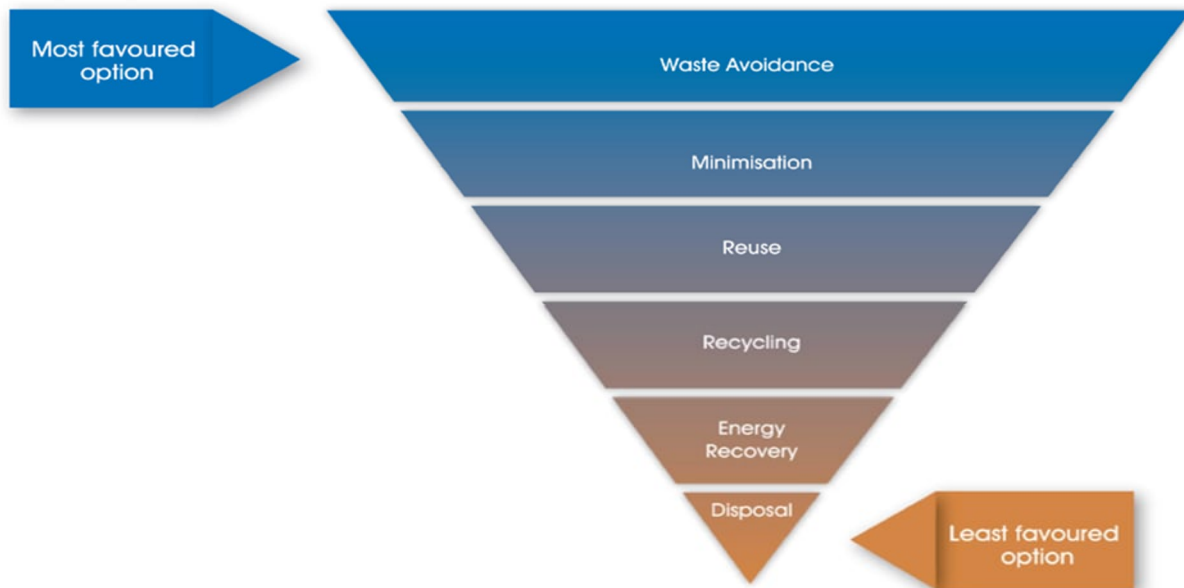 Most favoured
option
Waste Avoidance
Minimisation
Reuse
Recycling
Energy
Recovery
Disposal
Least favoured
option